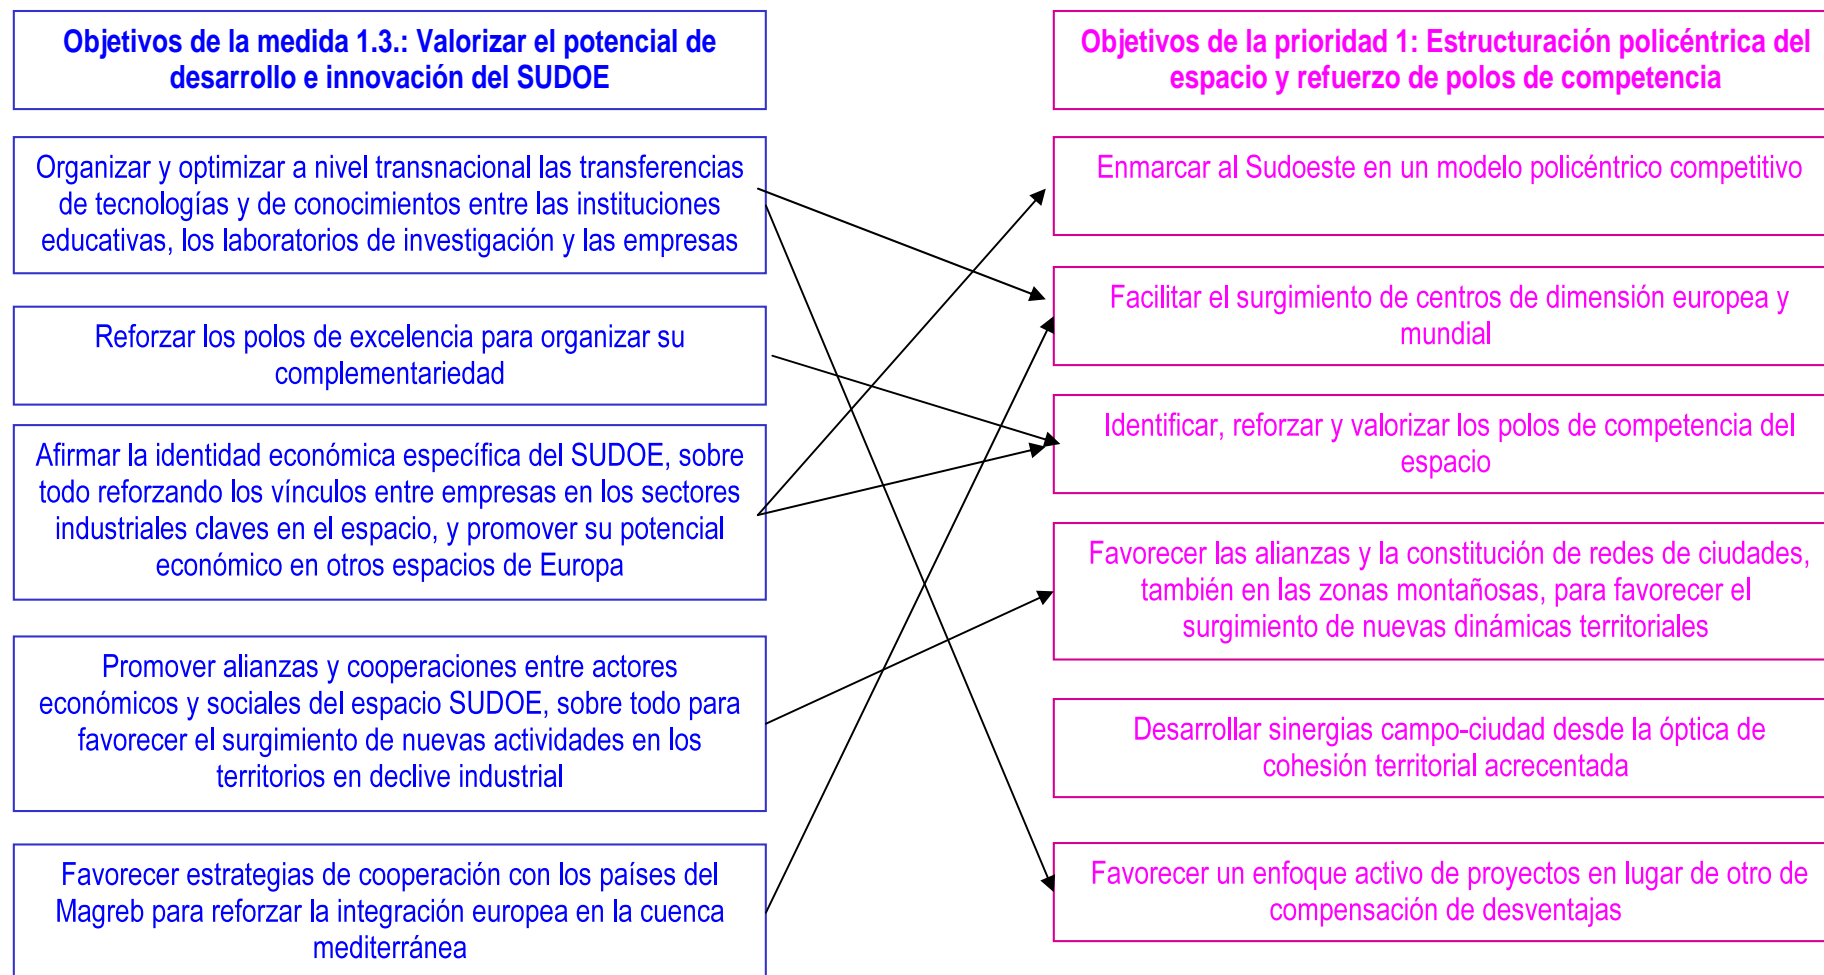 Objetivos de la medida 1.3.: Valorizar el potencial de
desarrollo e innovación del SUDOE
Organizar y optimizar a nivel transnacional las transferencias
de tecnologías y de conocimientos entre las instituciones
educativas, los laboratorios de investigación y las empresas
Reforzar los polos de excelencia para organizar su
complementariedad
Afirmar la identidad económica específica del SUDOE, sobre
todo reforzando los vínculos entre empresas en los sectores
industriales claves en el espacio, y promover su potencial
económico en otros espacios de Europa
Promover alianzas y cooperaciones entre actores
económicos y sociales del espacio SUDOE, sobre todo para
favorecer el surgimiento de nuevas actividades en los
territorios en declive industrial
Favorecer estrategias de cooperación con los países del
Magreb para reforzar la integración europea en la cuenca
mediterránea
Objetivos de la prioridad 1: Estructuración policéntrica del
espacio y refuerzo de polos de competencia
Enmarcar al Sudoeste en un modelo policéntrico competitivo
Facilitar el surgimiento de centros de dimensión europea y
mundial
Identificar, reforzar y valorizar los polos de competencia del
espacio
Favorecer las alianzas y la constitución de redes de ciudades,
también en las zonas montañosas, para favorecer el
surgimiento de nuevas dinámicas territoriales
Desarrollar sinergias campo-ciudad desde la óptica de
cohesión territorial acrecentada
Favorecer un enfoque activo de proyectos en lugar de otro de
compensación de desventajas